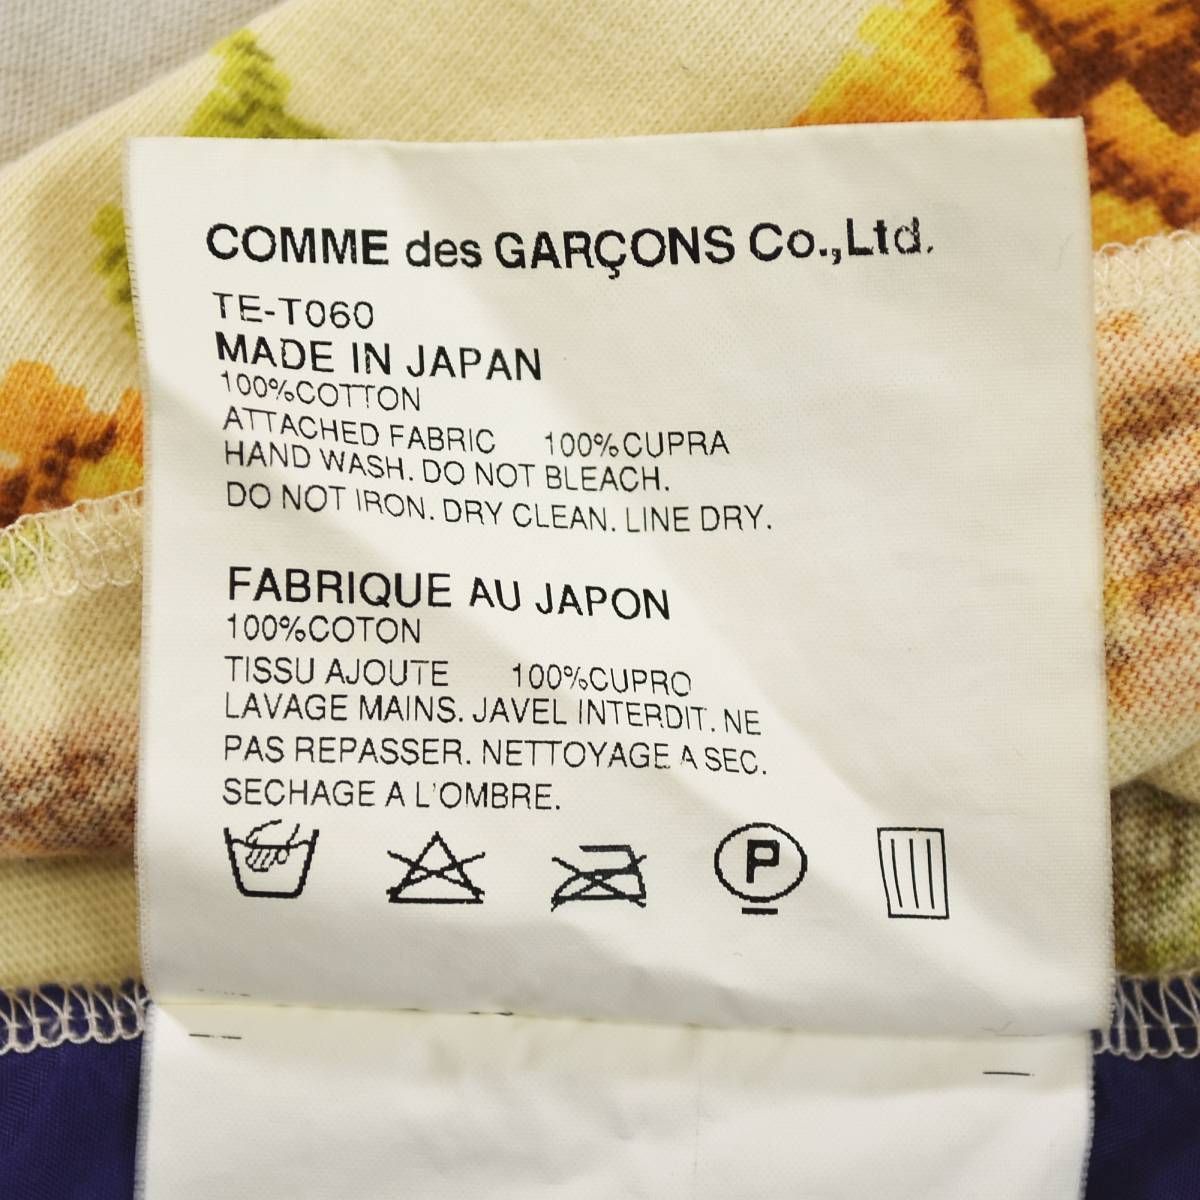 COMME des GARÇONS Co.,Ltd.
TE-T060
MADE IN JAPAN
100%COTTON
ATTACHED FABRIC 100%CUPRA
HAND WASH. DO NOT BLEACH.
DO NOT IRON. DRY CLEAN. LINE DRY.
FABRIQUE AU JAPON
100%COTON
TISSU AJOUTE 100%CUPRO
LAVAGE MAINS. JAVEL INTERDIT. NE
PAS REPASSER. NETTOYAGE A SEC.
SECHAGE A L'OMBRE.
P